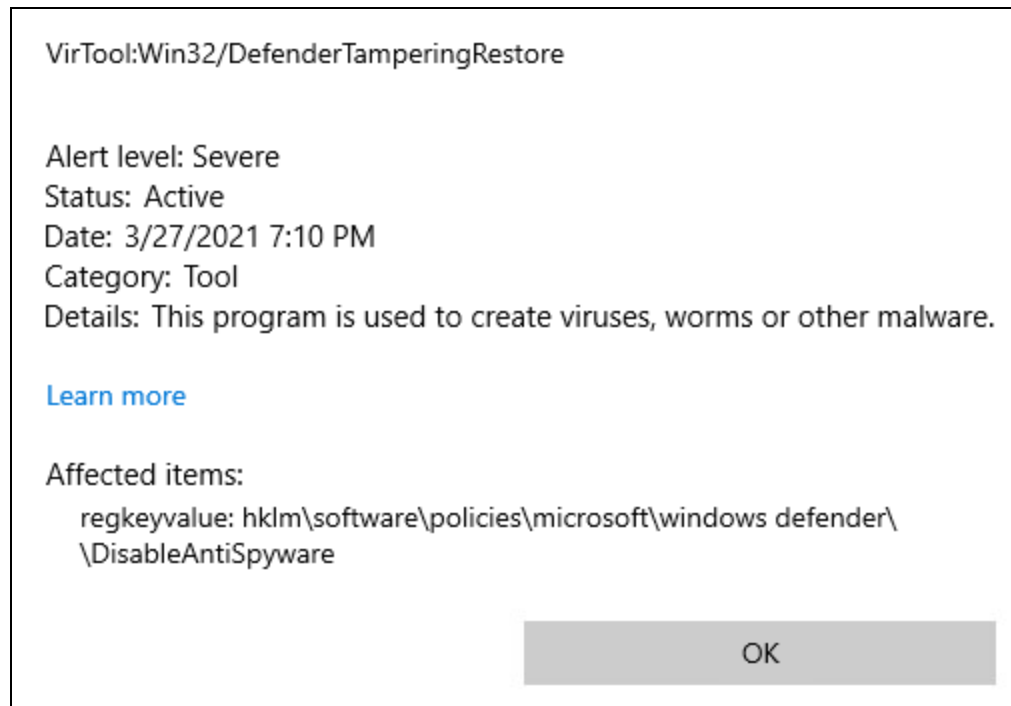 VirTool:Win32/DefenderTamperingRestore
Alert level: Severe
Status: Active
Date: 3/27/2021 7:10 PM
Category: Tool
Details: This program is used to create viruses, worms or other malware.
Learn more
Affected items:
regkeyvalue: hklm\software\policies\microsoft\windows defender\
\DisableAntiSpyware
OK